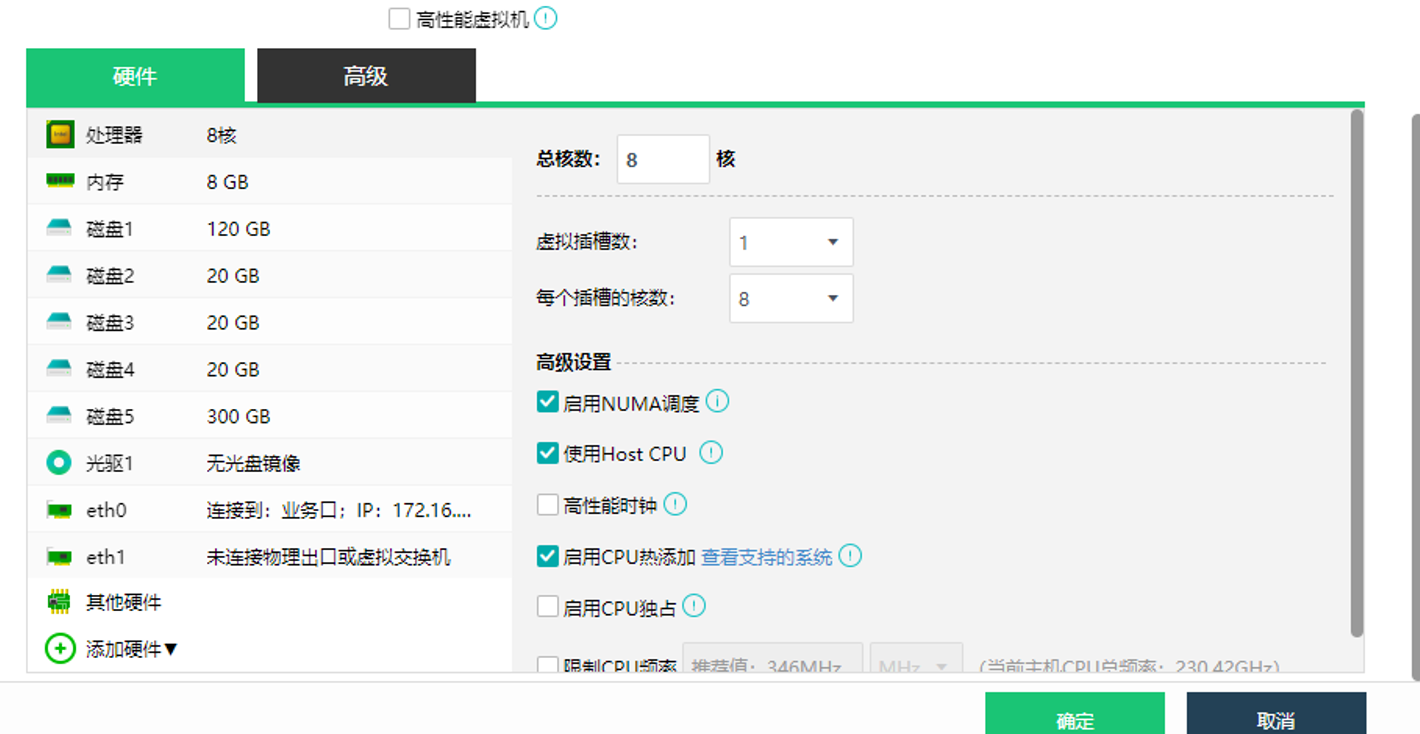 高性能虚拟机
硬件
高级
处理器 8核
内存 8 GB
磁盘1 120 GB
磁盘2 20 GB
磁盘3 20 GB
磁盘4 20 GB
磁盘5 300 GB
光驱1 无光盘镜像
eth0 连接到：业务口；IP：172.16....
eth1 未连接物理出口或虚拟交换机
其他硬件
添加硬件▼
总核数： 8 核
虚拟插槽数： 1
每个插槽的核数： 8
高级设置
启用NUMA调度
使用Host CPU
高性能时钟
启用CPU热添加 查看支持的系统
启用CPU独占
限制CPU频率 推荐值：346MHz MHz (当前主机CPU总频率：230.42GHz)
确定
取消